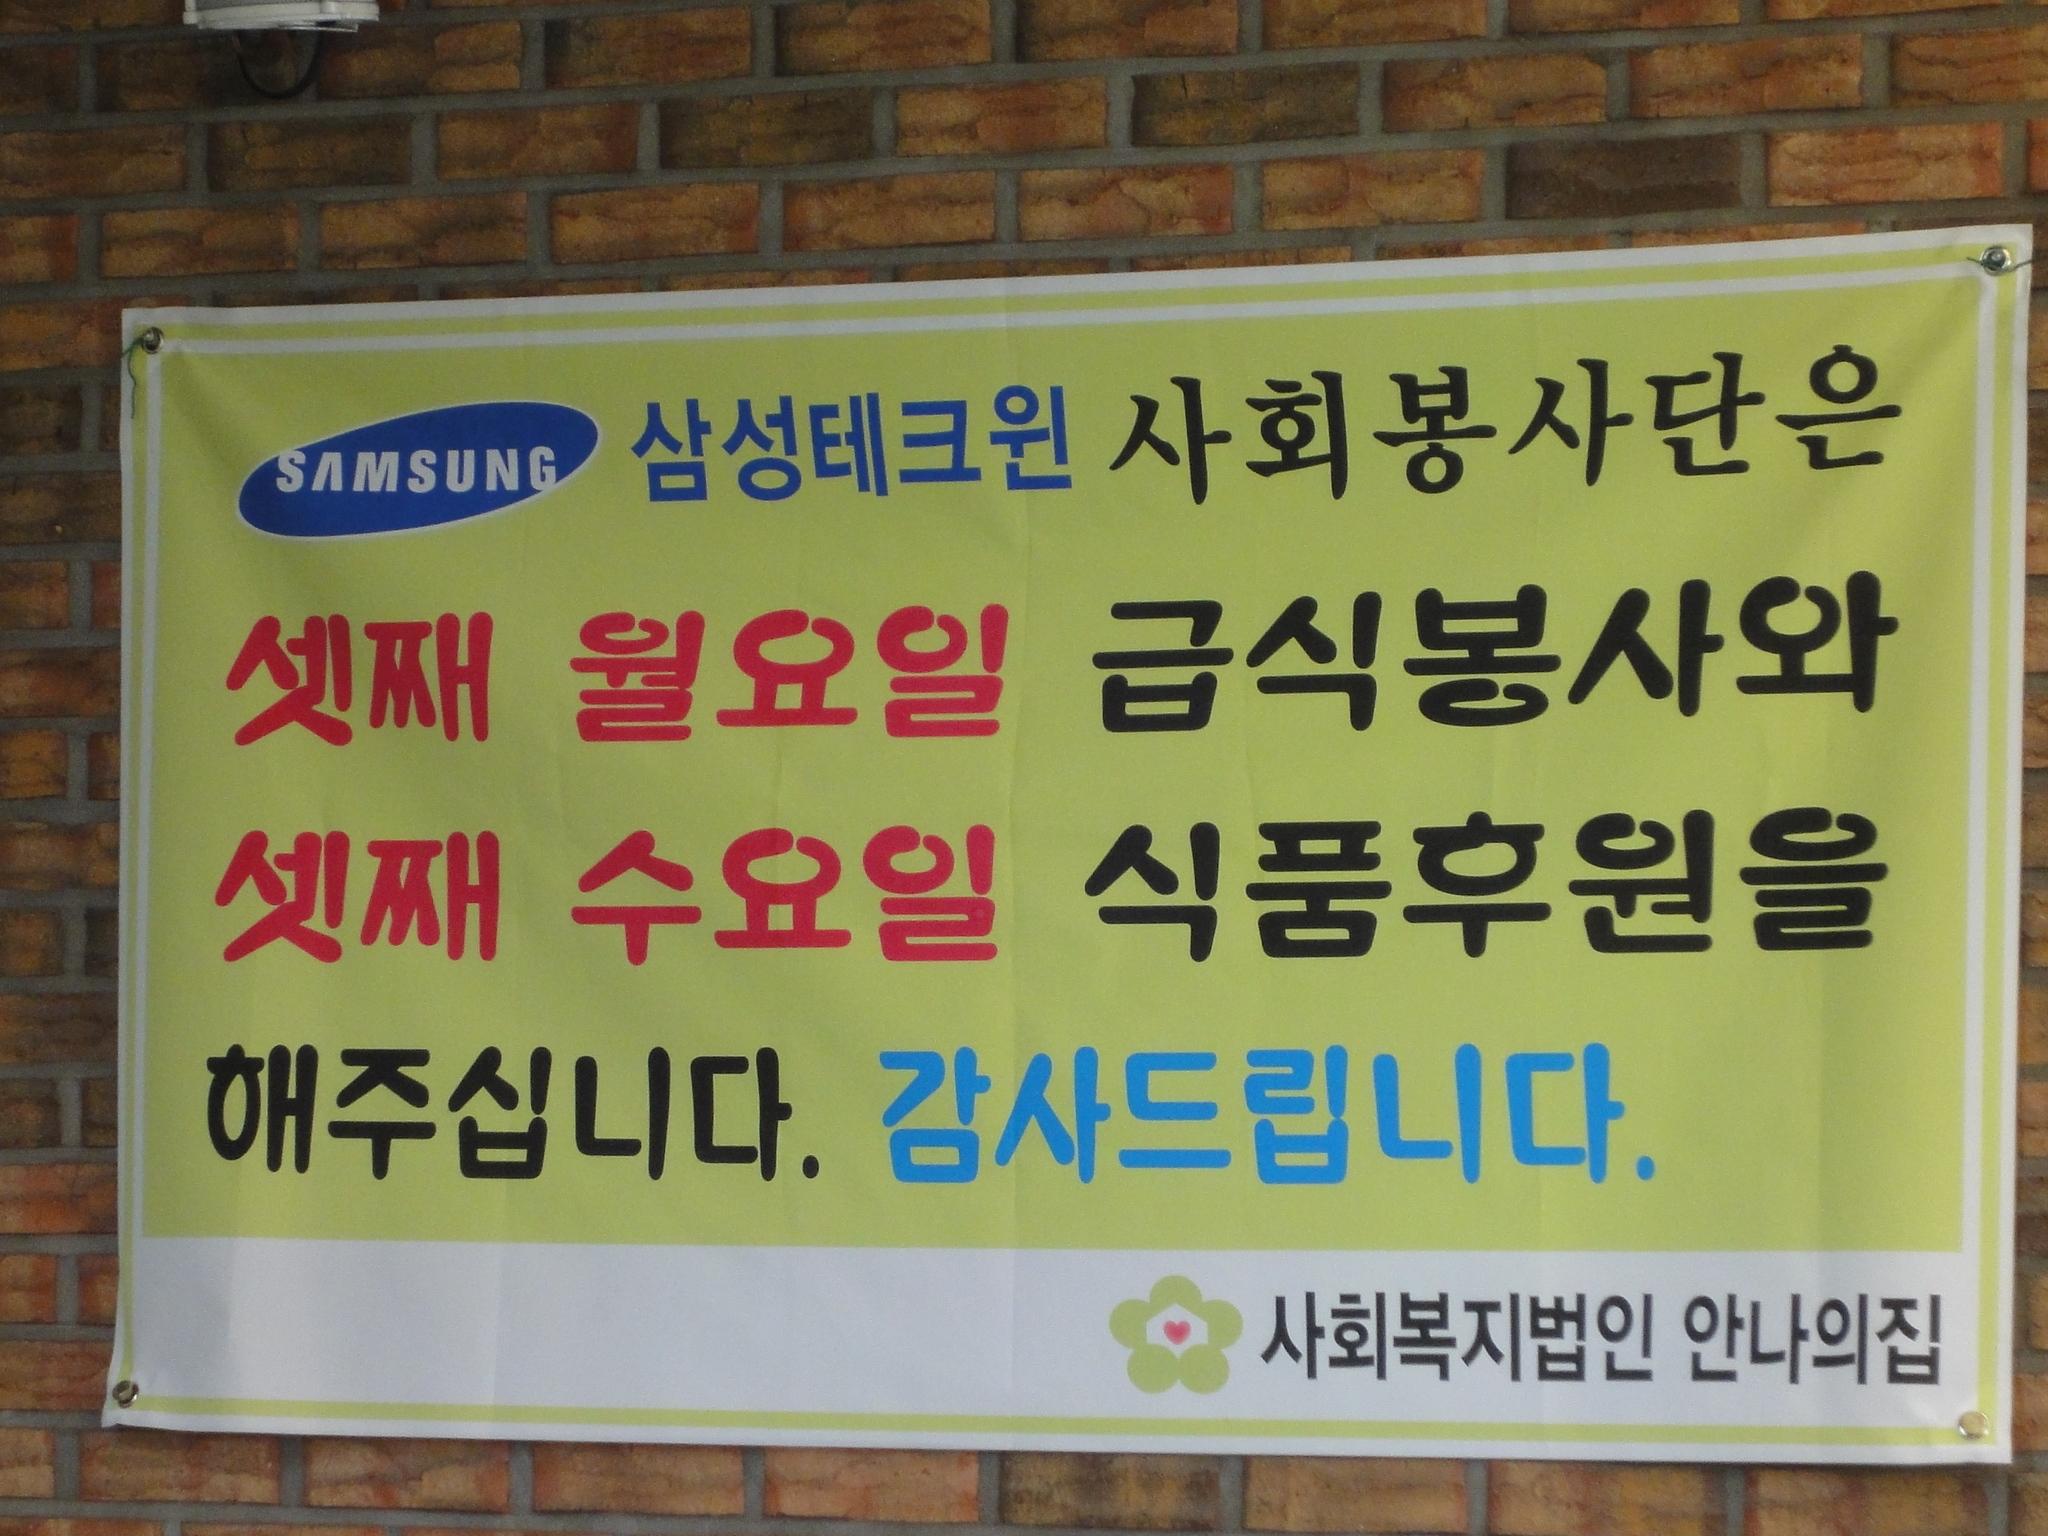 SAMSUNG 삼성테크윈 사회봉사단은
셋째 월요일 급식봉사와
셋째 수요일 식품후원을
해주십니다. 감사드립니다.
사회복지법인 안나의집